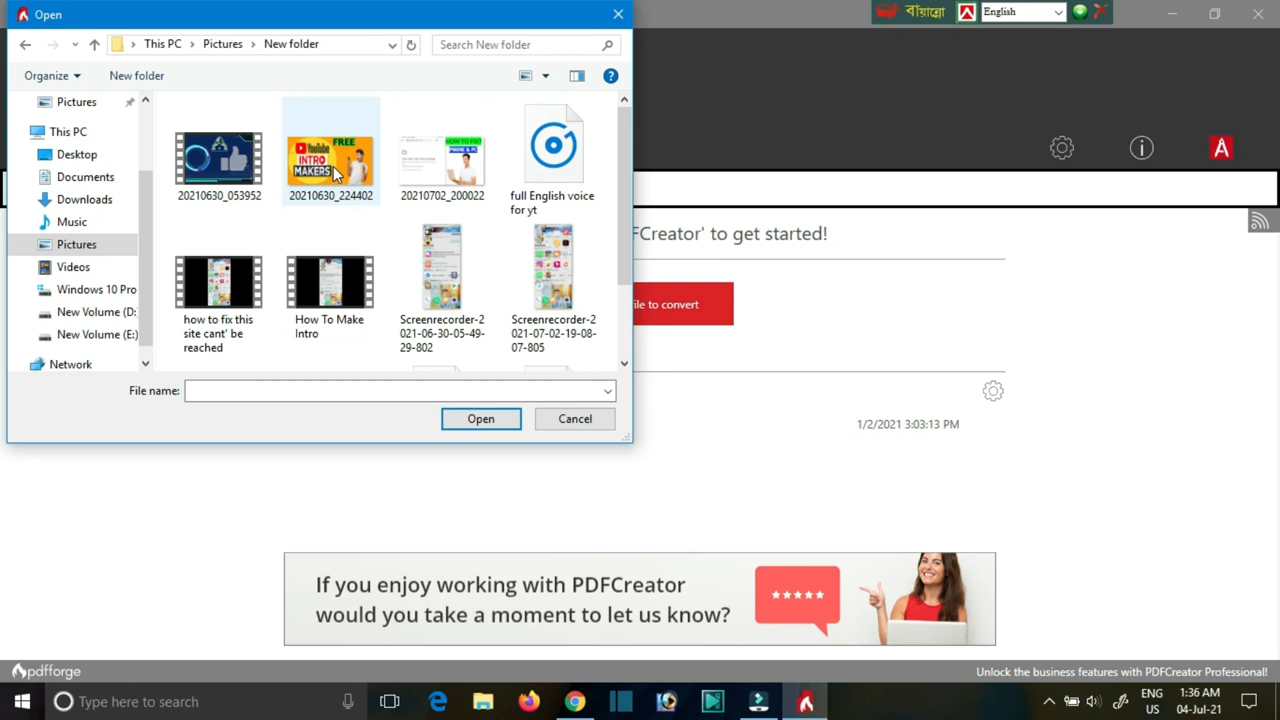 Open
বায়ান্নো
English
This PC
Pictures
New folder
Search New folder
Organize
New folder
Pictures
This PC
Desktop
Documents
Downloads
Music
Pictures
Videos
Windows 10 Pro
New Volume (D:
New Volume (E:)
Network
FREE
YouTube
INTRO
MAKERS
HOW TO FIX
PHONE & PC
20210630_053952
20210630_224402
20210702_200022
full English voice
for yt
how to fix this
site cant' be
reached
How To Make
Intro
Screenrecorder-2
021-06-30-05-49-
29-802
Screenrecorder-2
021-07-02-19-08-
07-805
File name:
Open
Cancel
FCreator' to get started!
ile to convert
1/2/2021 3:03:13 PM
If you enjoy working with PDFCreator
would you take a moment to let us know?
pdfforge
Unlock the business features with PDFCreator Professional!
Type here to search
ENG
US
1:36 AM
04-Jul-21